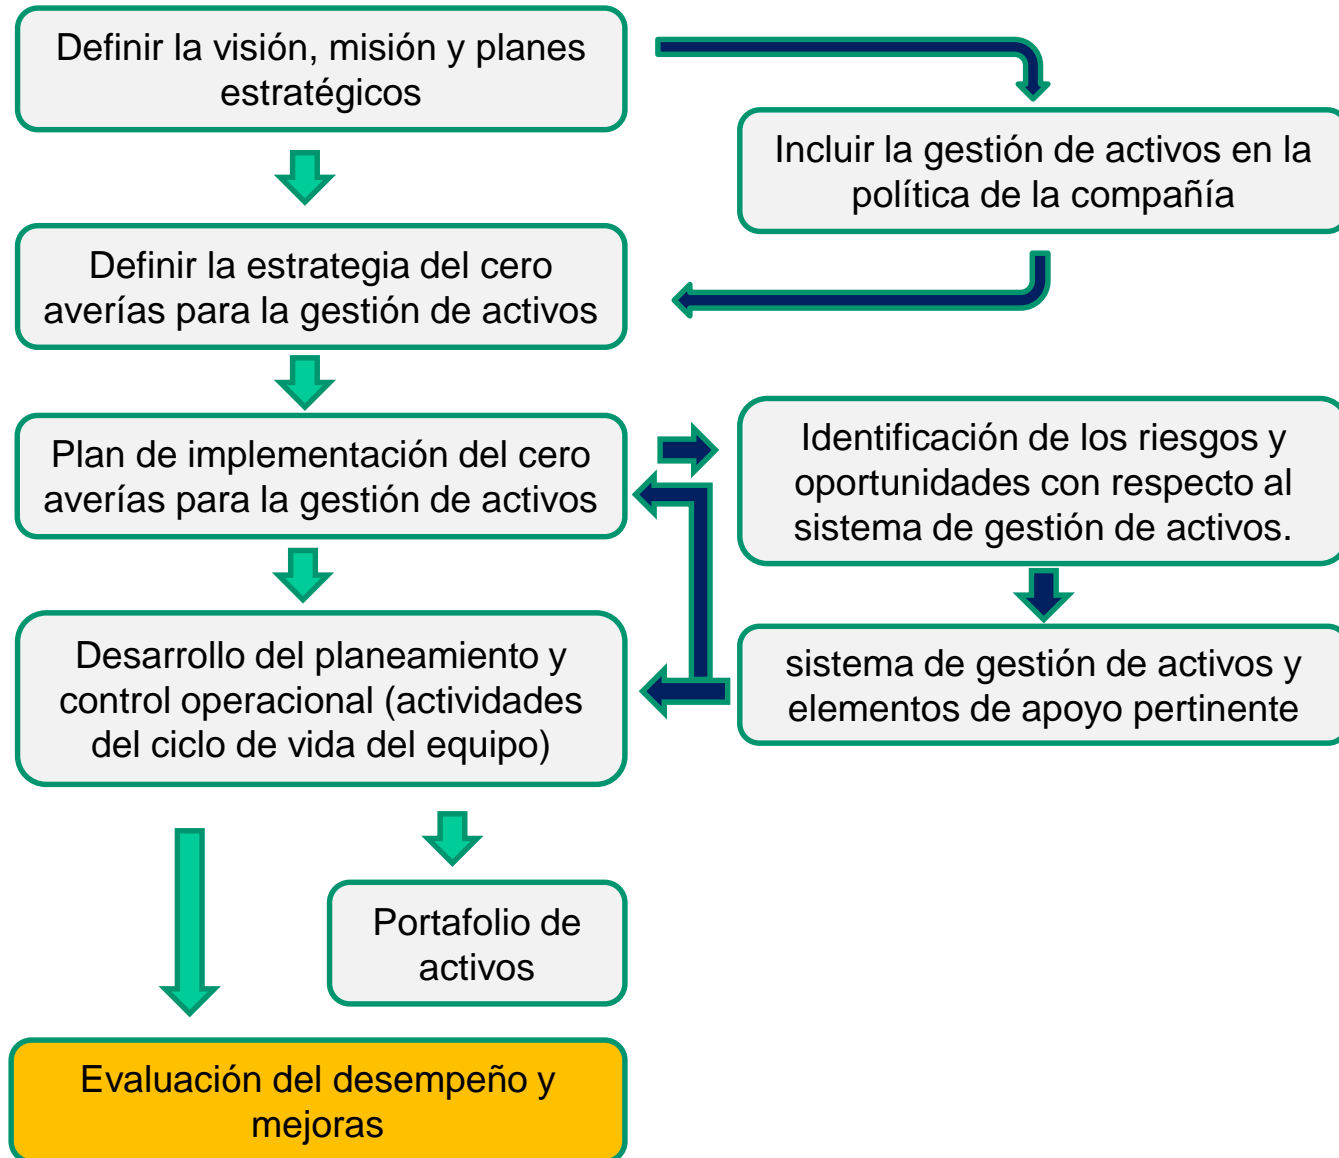 Definir la visión, misión y planes
estratégicos
Incluir la gestión de activos en la
política de la compañía
Definir la estrategia del cero
averías para la gestión de activos
Plan de implementación del cero
averías para la gestión de activos
Identificación de los riesgos y
oportunidades con respecto al
sistema de gestión de activos.
Desarrollo del planeamiento y
control operacional (actividades
del ciclo de vida del equipo)
sistema de gestión de activos y
elementos de apoyo pertinente
Portafolio de
activos
Evaluación del desempeño y
mejoras